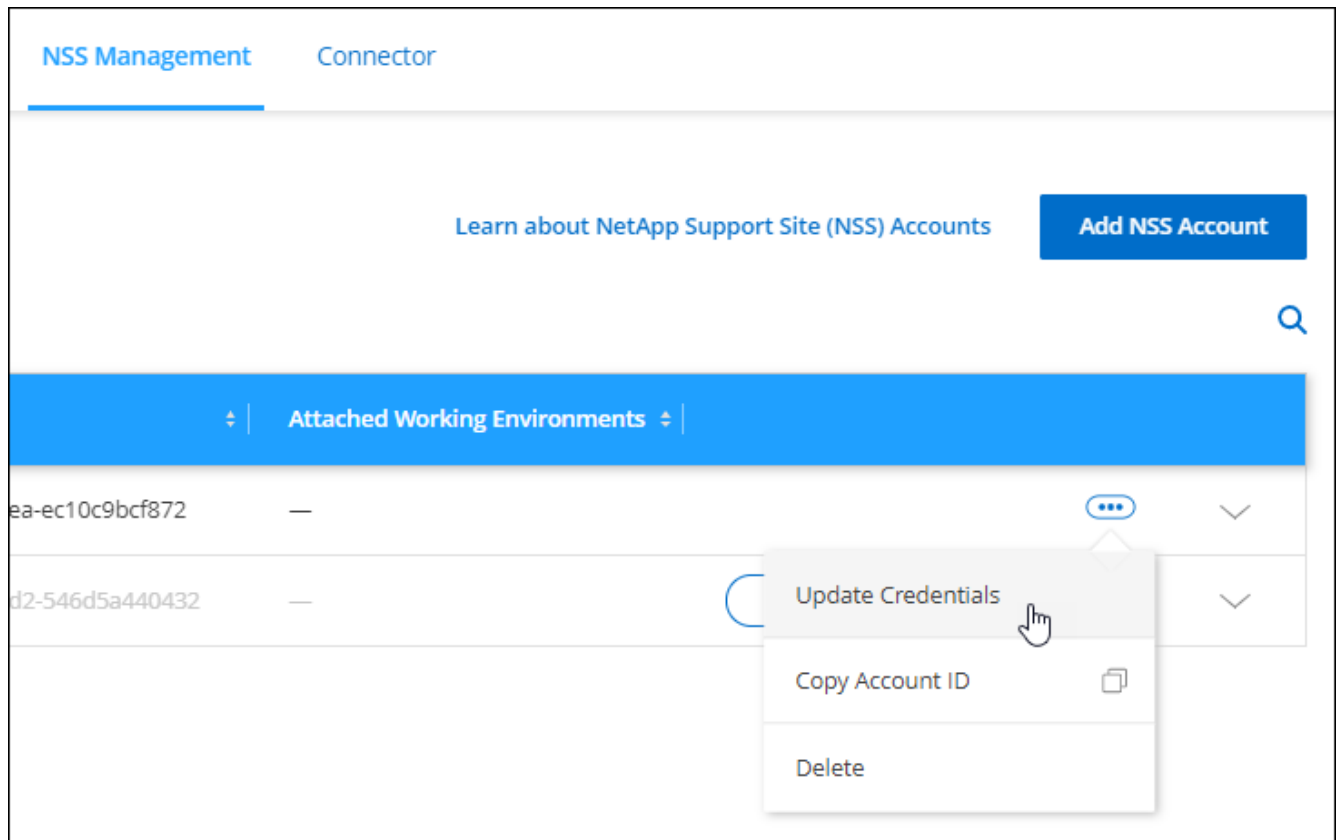 NSS Management Connector
Learn about NetApp Support Site (NSS) Accounts Add NSS Account
Attached Working Environments
ea-ec10c9bcf872 —
d2-546d5a440432 —
Update Credentials
Copy Account ID
Delete